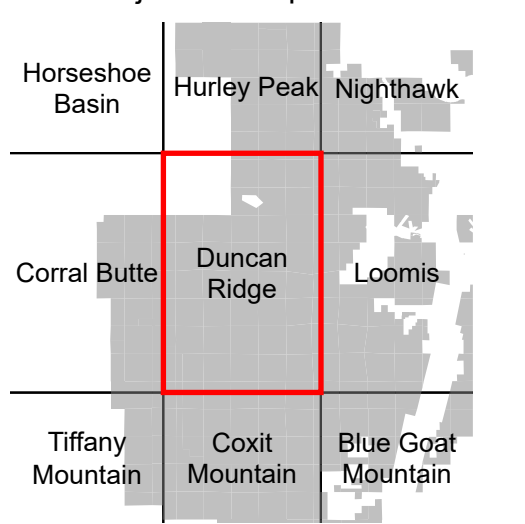 Horseshoe
Basin
Hurley Peak
Nighthawk
Corral Butte
Duncan
Ridge
Loomis
Tiffany
Mountain
Coxit
Mountain
Blue Goat
Mountain